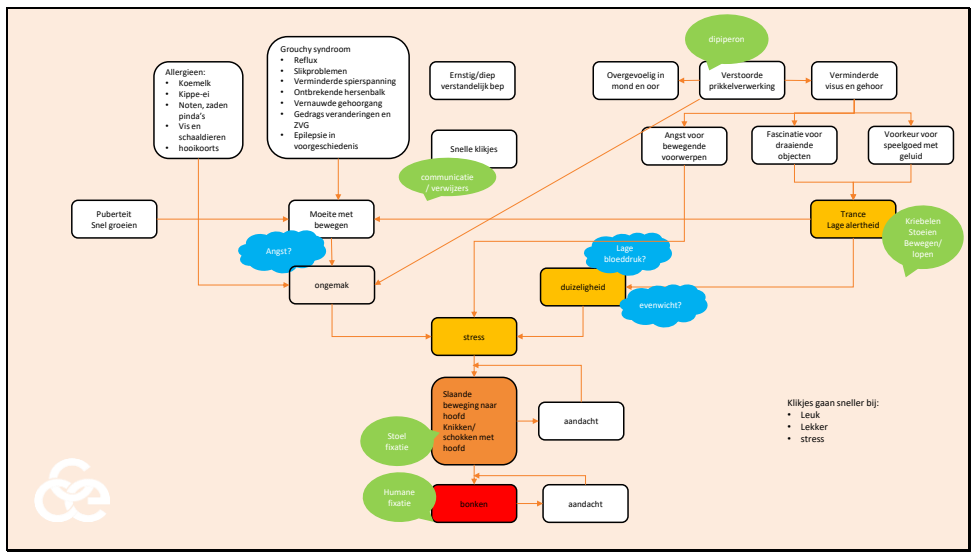 dipiperon
Grouchy syndroom
• Reflux
• Slikproblemen
• Verminderde spierspanning
• Ontbrekende hersenbalk
• Vernauwde gehoorgang
• Gedrags veranderingen en
ZVG
• Epilepsie in
voorgeschiedenis
Allergieen:
• Koemelk
• Kippe-ei
• Noten, zaden
pinda's
• Vis en
schaaldieren
• hooikoorts
Ernstig/diep
verstandelijk bep
Overgevoelig in
mond en oor
Verstoorde
prikkelverwerking
Verminderde
visus en gehoor
Snelle klikjes
Angst voor
bewegende
voorwerpen
Fascinatie voor
draaiende
objecten
Voorkeur voor
speelgoed met
geluid
communicatie
/ verwijzers
Puberteit
Snel groeien
Moeite met
bewegen
Trance
Lage alertheid
Kriebelen
Stoeien
Bewegen/
lopen
Angst?
Lage
bloeddruk?
ongemak
duizeligheid
evenwicht?
stress
Slaande
beweging naar
hoofd
Knikken/
schokken met
hoofd
aandacht
Stoel
fixatie
Klikjes gaan sneller bij:
• Leuk
• Lekker
• stress
Humane
fixatie
bonken
aandacht
cce